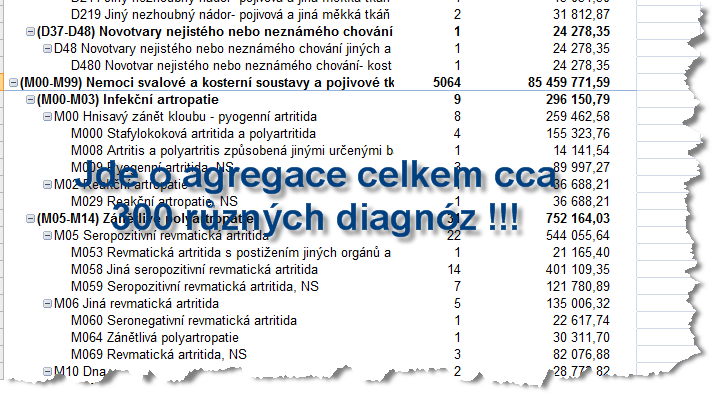 D219 Jiný nezhoubný nádor- pojivová a jiná měkká tkáň 2 31 812,87
(D37-D48) Novotvary nejistého nebo neznámého chování 1 24 278,35
D48 Novotvary nejistého nebo neznámého chování jiných a 1 24 278,35
D480 Novotvar nejistého nebo neznámého chování- kost 1 24 278,35
(M00-M99) Nemoci svalové a kosterní soustavy a pojivové tk 5064 85 459 771,59
(M00-M03) Infekční artropatie 9 296 150,79
M00 Hnisavý zánět kloubu - pyogenní artritida 8 259 462,58
M000 Stafylokoková artritida a polyartritida 4 155 323,76
M008 Artritis a polyartritis způsobená jinými určenými b 1 14 141,54
M009 Pyogenní artritida, NS 3 89 997,27
Jde o agregace celkem cca
M02 Reakční artropatie 1 36 688,21
M029 Reakční artropatie, NS 1 36 688,21
300 různých diagnóz !!!
(M05-M14) Zánětlivé polyartropatie 31 752 164,03
M05 Seropozitivní revmatická artritida 22 544 055,64
M053 Revmatická artritida s postižením jiných orgánů a 1 21 165,40
M058 Jiná seropozitivní revmatická artritida 14 401 109,35
M059 Seropozitivní revmatická artritida, NS 7 121 780,89
M06 Jiná revmatická artritida 5 135 006,32
M060 Seronegativní revmatická artritida 1 22 617,74
M064 Zánětlivá polyartropatie 1 30 311,70
M069 Revmatická artritida, NS 3 82 076,88
M10 Dna 2